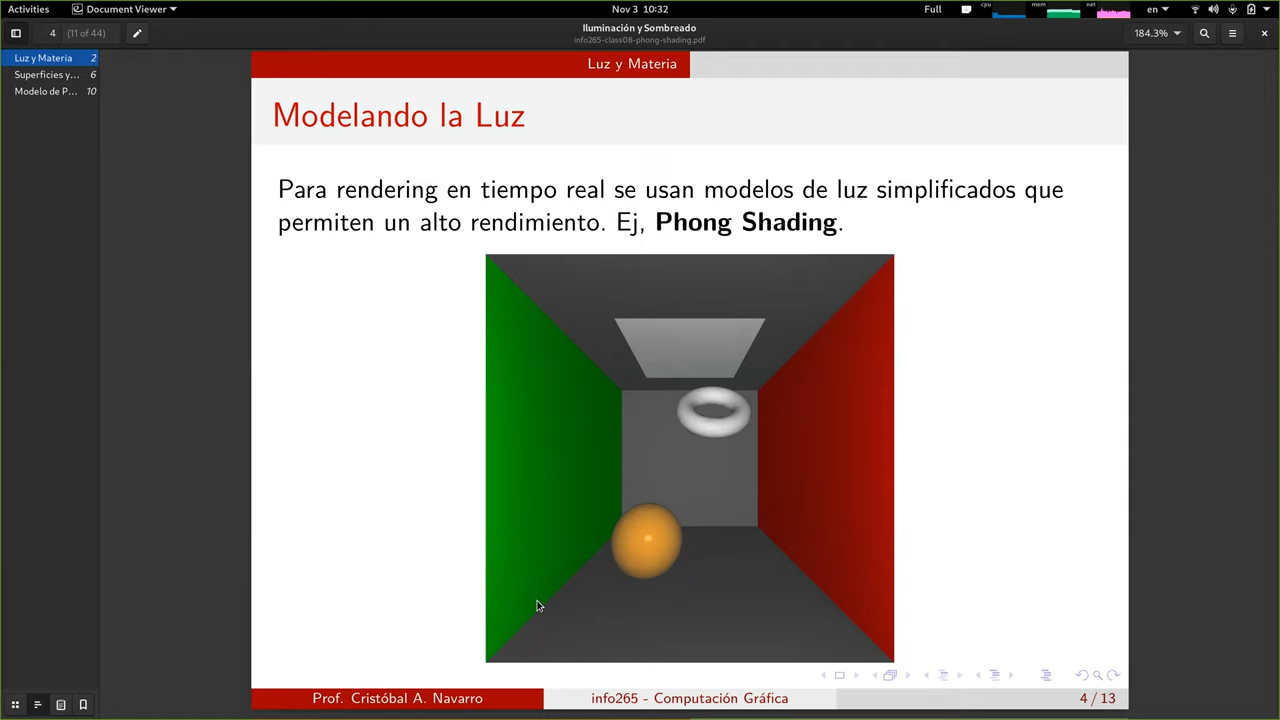 Activities
Document Viewer
Nov 3 10:32
Full
cpu
mem
net
en
4
(11 of 44)
Iluminación y Sombreado
info265-class08-phong-shading.pdf
184.3%
Luz y Materia 2
Superficies y... 6
Modelo de P... 10
Luz y Materia
Modelando la Luz
Para rendering en tiempo real se usan modelos de luz simplificados que
permiten un alto rendimiento. Ej, Phong Shading.
Prof. Cristóbal A. Navarro
info265 - Computación Gráfica
4 / 13